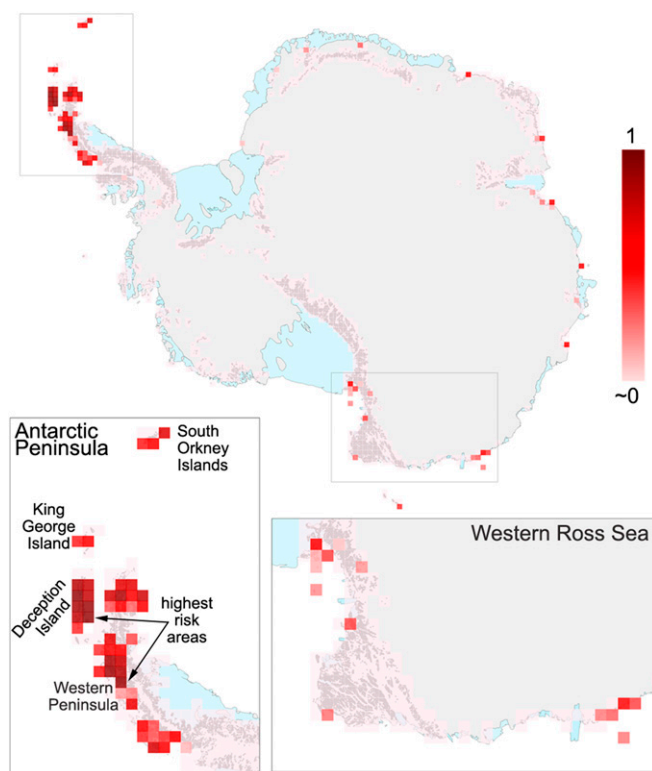 1
~0
Antarctic
Peninsula
South
Orkney
Islands
King
George
Island
Deception
Island
highest
risk
areas
Western
Peninsula
Western Ross Sea